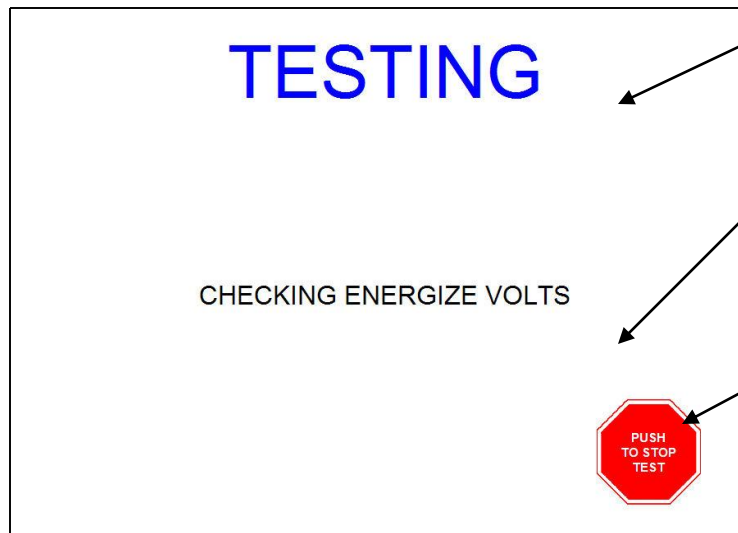 TESTING
CHECKING ENERGIZE VOLTS
PUSH
TO STOP
TEST